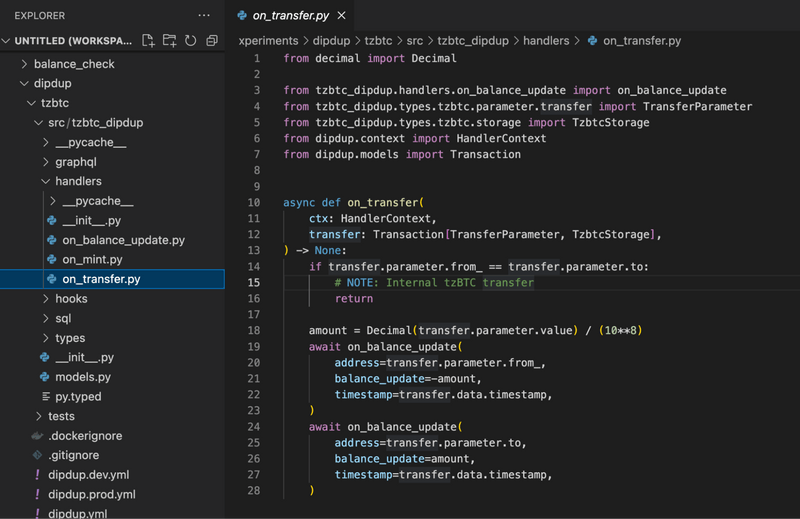 EXPLORER
UNTITLED (WORKSPA...
balance_check
dipdup
tzbtc
src/tzbtc_dipdup
__pycache__
graphql
handlers
__pycache__
__init__.py
on_balance_update.py
on_mint.py
on_transfer.py
hooks
sql
types
__init__.py
models.py
py.typed
tests
.dockerignore
.gitignore
dipdup.dev.yml
dipdup.prod.yml
dipdup.yml
on_transfer.py
xperiments > dipdup > tzbtc > src > tzbtc_dipdup > handlers > on_transfer.py
1 from decimal import Decimal
2
3 from tzbtc_dipdup.handlers.on_balance_update import on_balance_update
4 from tzbtc_dipdup.types.tzbtc.parameter.transfer import TransferParameter
5 from tzbtc_dipdup.types.tzbtc.storage import TzbtcStorage
6 from dipdup.context import HandlerContext
7 from dipdup.models import Transaction
8
9
10 async def on_transfer(
11 ctx: HandlerContext,
12 transfer: Transaction[TransferParameter, TzbtcStorage],
13 ) -> None:
14 if transfer.parameter.from_ == transfer.parameter.to:
15 # NOTE: Internal tzBTC transfer
16 return
17
18 amount = Decimal(transfer.parameter.value) / (10**8)
19 await on_balance_update(
20 address=transfer.parameter.from_,
21 balance_update=-amount,
22 timestamp=transfer.data.timestamp,
23 )
24 await on_balance_update(
25 address=transfer.parameter.to,
26 balance_update=amount,
27 timestamp=transfer.data.timestamp,
28 )